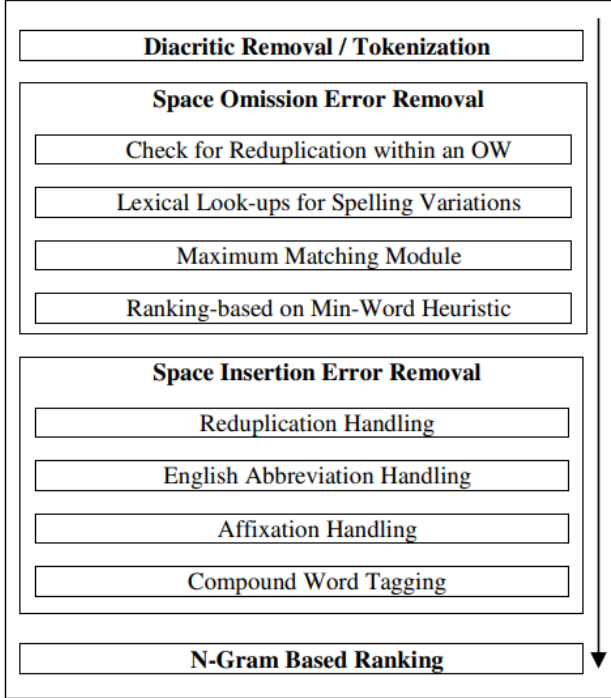 Diacritic Removal / Tokenization
Space Omission Error Removal
Check for Reduplication within an OW
Lexical Look-ups for Spelling Variations
Maximum Matching Module
Ranking-based on Min-Word Heuristic
Space Insertion Error Removal
Reduplication Handling
English Abbreviation Handling
Affixation Handling
Compound Word Tagging
N-Gram Based Ranking